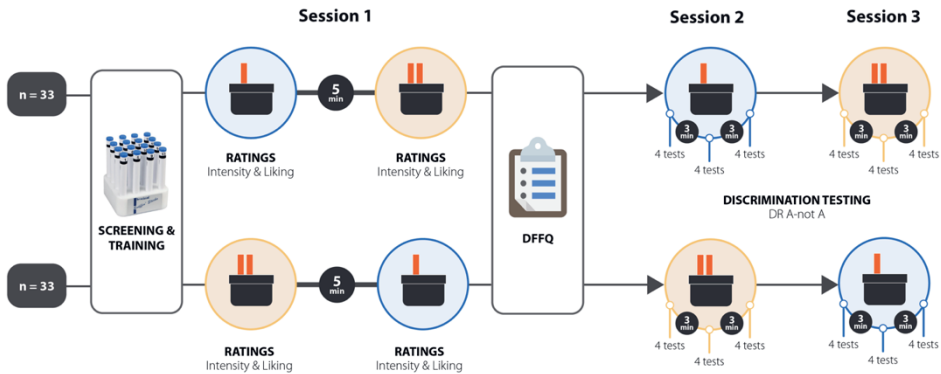 Session 1
Session 2
Session 3
n = 33
5
min
RATINGS
Intensity & Liking
RATINGS
Intensity & Liking
SCREENING &
TRAINING
DFFQ
3
min
3
min
4 tests
4 tests
4 tests
3
min
3
min
4 tests
4 tests
4 tests
DISCRIMINATION TESTING
DR A-not A
n = 33
5
min
RATINGS
Intensity & Liking
RATINGS
Intensity & Liking
3
min
3
min
4 tests
4 tests
4 tests
3
min
3
min
4 tests
4 tests
4 tests